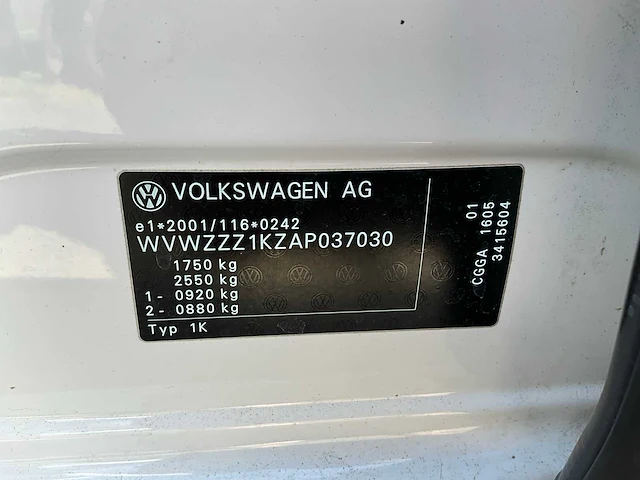 VOLKSWAGEN AG
e1*2001/116*0242
WVWZZZ1KZAP037030
1750 kg
2550 kg
1 - 0920 kg
2 - 0880 kg
Typ 1K
01
CGGA 1605
3415604